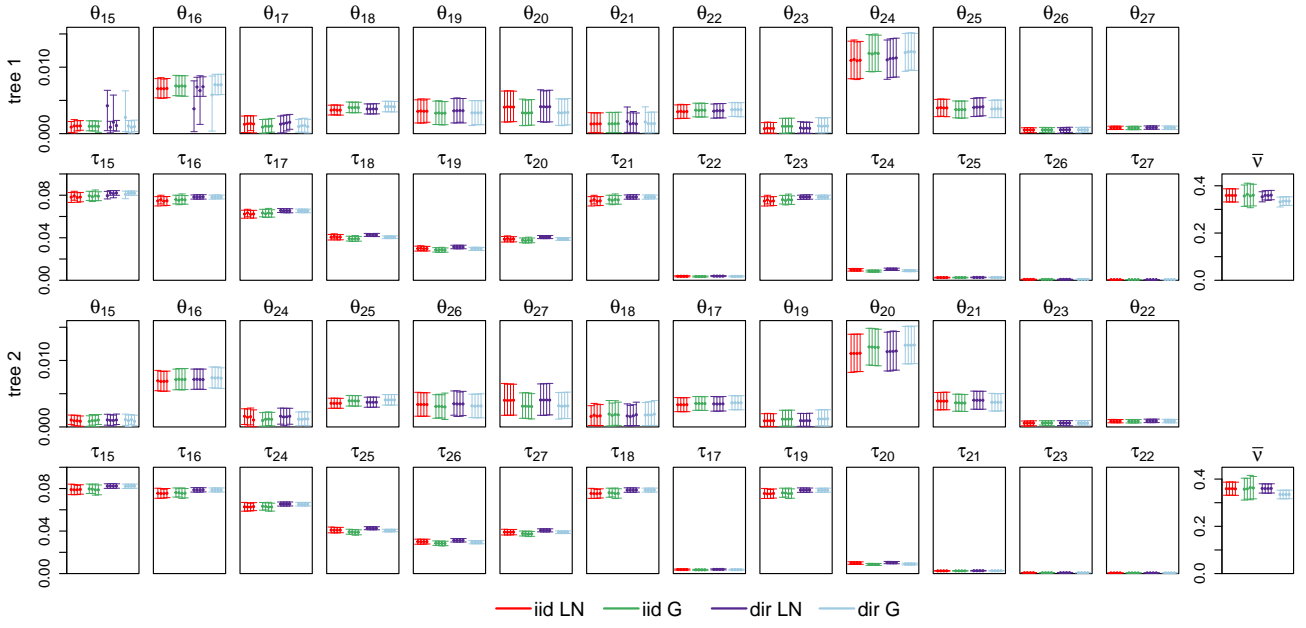 θ15 θ16 θ17 θ18 θ19 θ20 θ21 θ22 θ23 θ24 θ25 θ26 θ27
tree 1
0.000 0.010
τ15 τ16 τ17 τ18 τ19 τ20 τ21 τ22 τ23 τ24 τ25 τ26 τ27 ν̅
0.00 0.04 0.08
0.0 0.2 0.4
θ15 θ16 θ24 θ25 θ26 θ27 θ18 θ17 θ19 θ20 θ21 θ23 θ22
tree 2
0.000 0.010
τ15 τ16 τ24 τ25 τ26 τ27 τ18 τ17 τ19 τ20 τ21 τ23 τ22 ν̅
0.00 0.04 0.08
0.0 0.2 0.4
iid LN iid G dir LN dir G